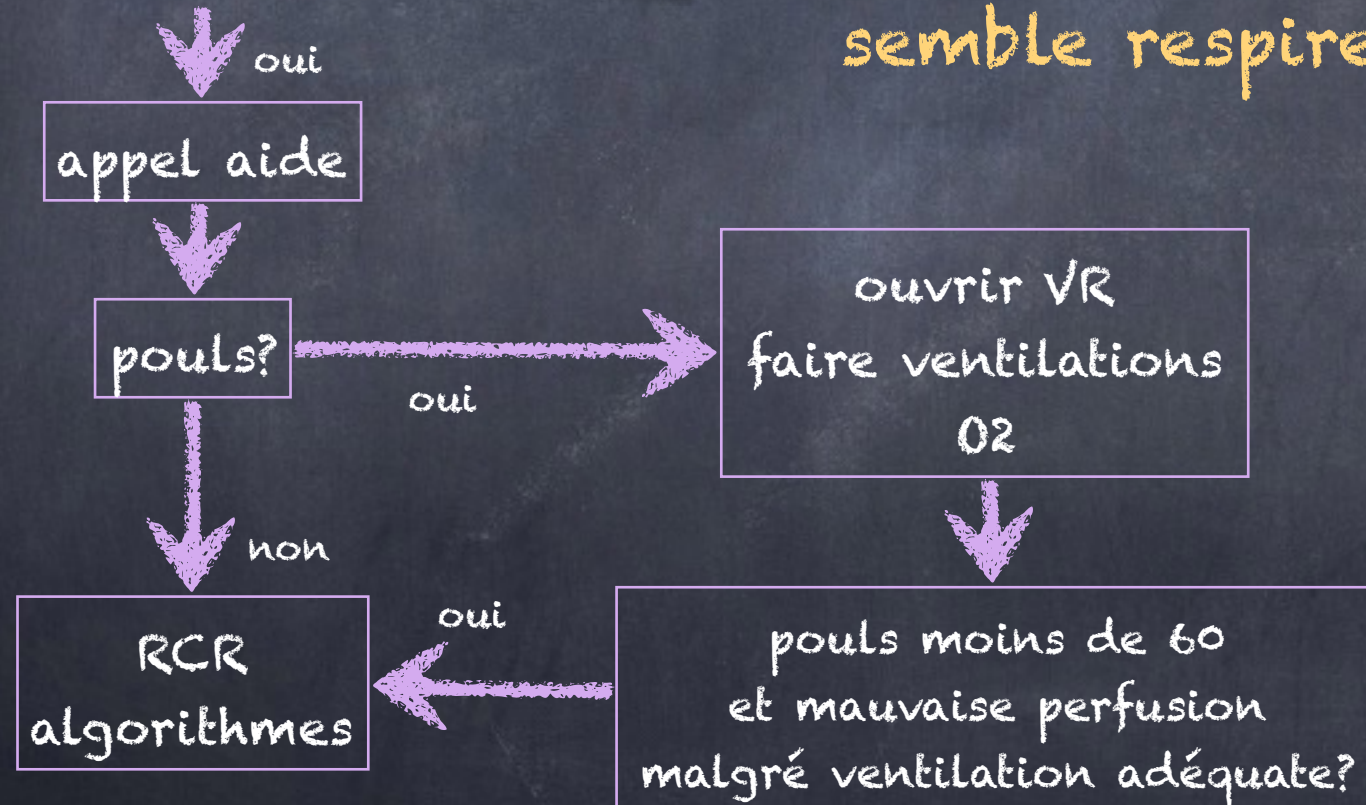 semble respire
oui
appel aide
pouls?
oui
ouvrir VR
faire ventilations
O2
non
RCR
algorithmes
oui
pouls moins de 60
et mauvaise perfusion
malgré ventilation adéquate?